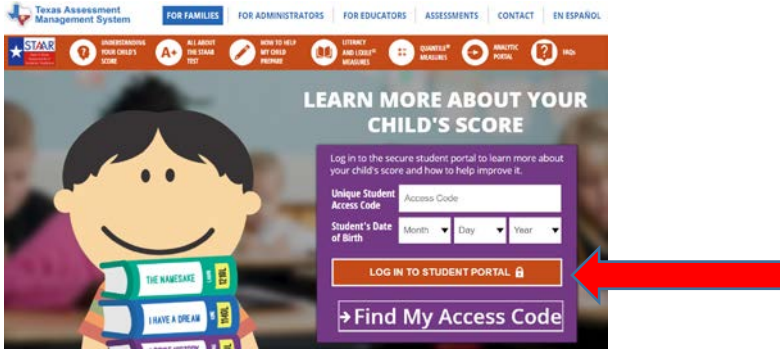 Texas Assessment
Management System
FOR FAMILIES
FOR ADMINISTRATORS
FOR EDUCATORS
ASSESSMENTS
CONTACT
EN ESPAÑOL
STAAR
UNDERSTANDING
YOUR CHILD'S
SCORE
A+
ALL ABOUT
THE STAAR
TEST
HOW TO HELP
MY CHILD
PREPARE
LITERACY
AND LEXILE®
MEASURES
QUANTILE®
MEASURES
ANALYTIC
PORTAL
?
FAQs
LEARN MORE ABOUT YOUR
CHILD'S SCORE
Log in to the secure student portal to learn more about
your child's score and how to help improve it.
Unique Student
Access Code
Access Code
Student's Date
of Birth
Month
Day
Year
LOG IN TO STUDENT PORTAL
→Find My Access Code
THE NAMESAKE
1210L
I HAVE A DREAM
1140L